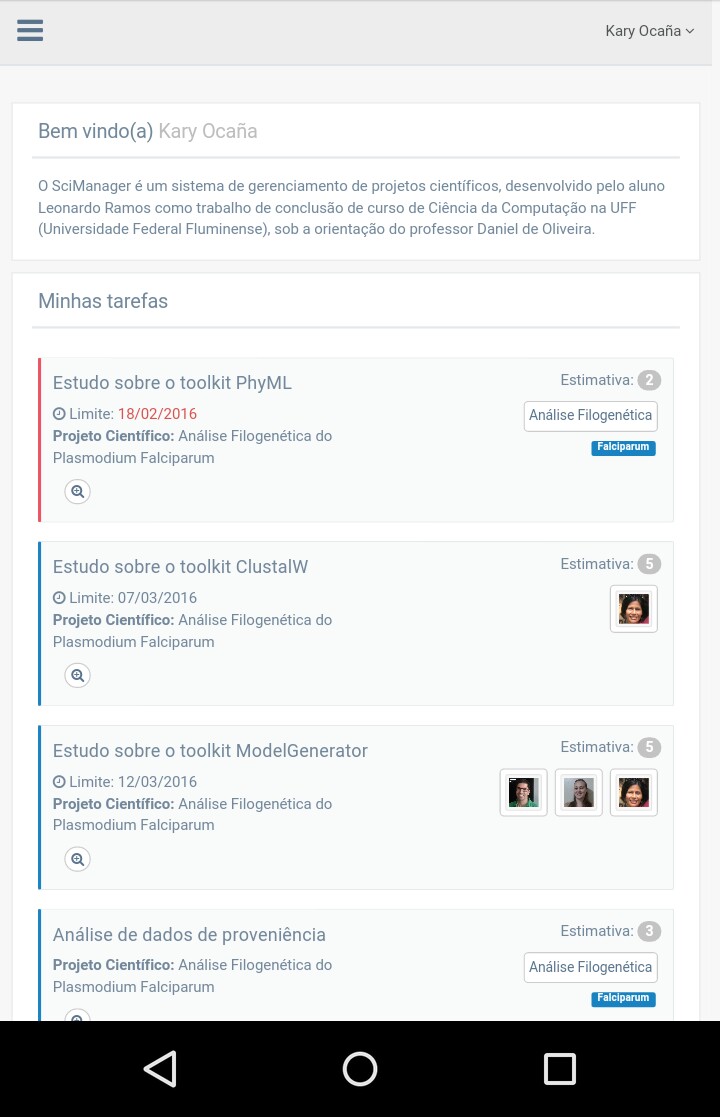 Kary Ocaña
Bem vindo(a) Kary Ocaña
O SciManager é um sistema de gerenciamento de projetos científicos, desenvolvido pelo aluno
Leonardo Ramos como trabalho de conclusão de curso de Ciência da Computação na UFF
(Universidade Federal Fluminense), sob a orientação do professor Daniel de Oliveira.
Minhas tarefas
Estudo sobre o toolkit PhyML
Estimativa: 2
Limite: 18/02/2016
Análise Filogenética
Projeto Científico: Análise Filogenética do
Falciparum
Plasmodium Falciparum
Estudo sobre o toolkit ClustalW
Estimativa: 5
Limite: 07/03/2016
Projeto Científico: Análise Filogenética do
Plasmodium Falciparum
Estudo sobre o toolkit ModelGenerator
Estimativa: 5
Limite: 12/03/2016
Projeto Científico: Análise Filogenética do
Plasmodium Falciparum
Análise de dados de proveniência
Estimativa: 3
Projeto Científico: Análise Filogenética do
Análise Filogenética
Plasmodium Falciparum
Falciparum